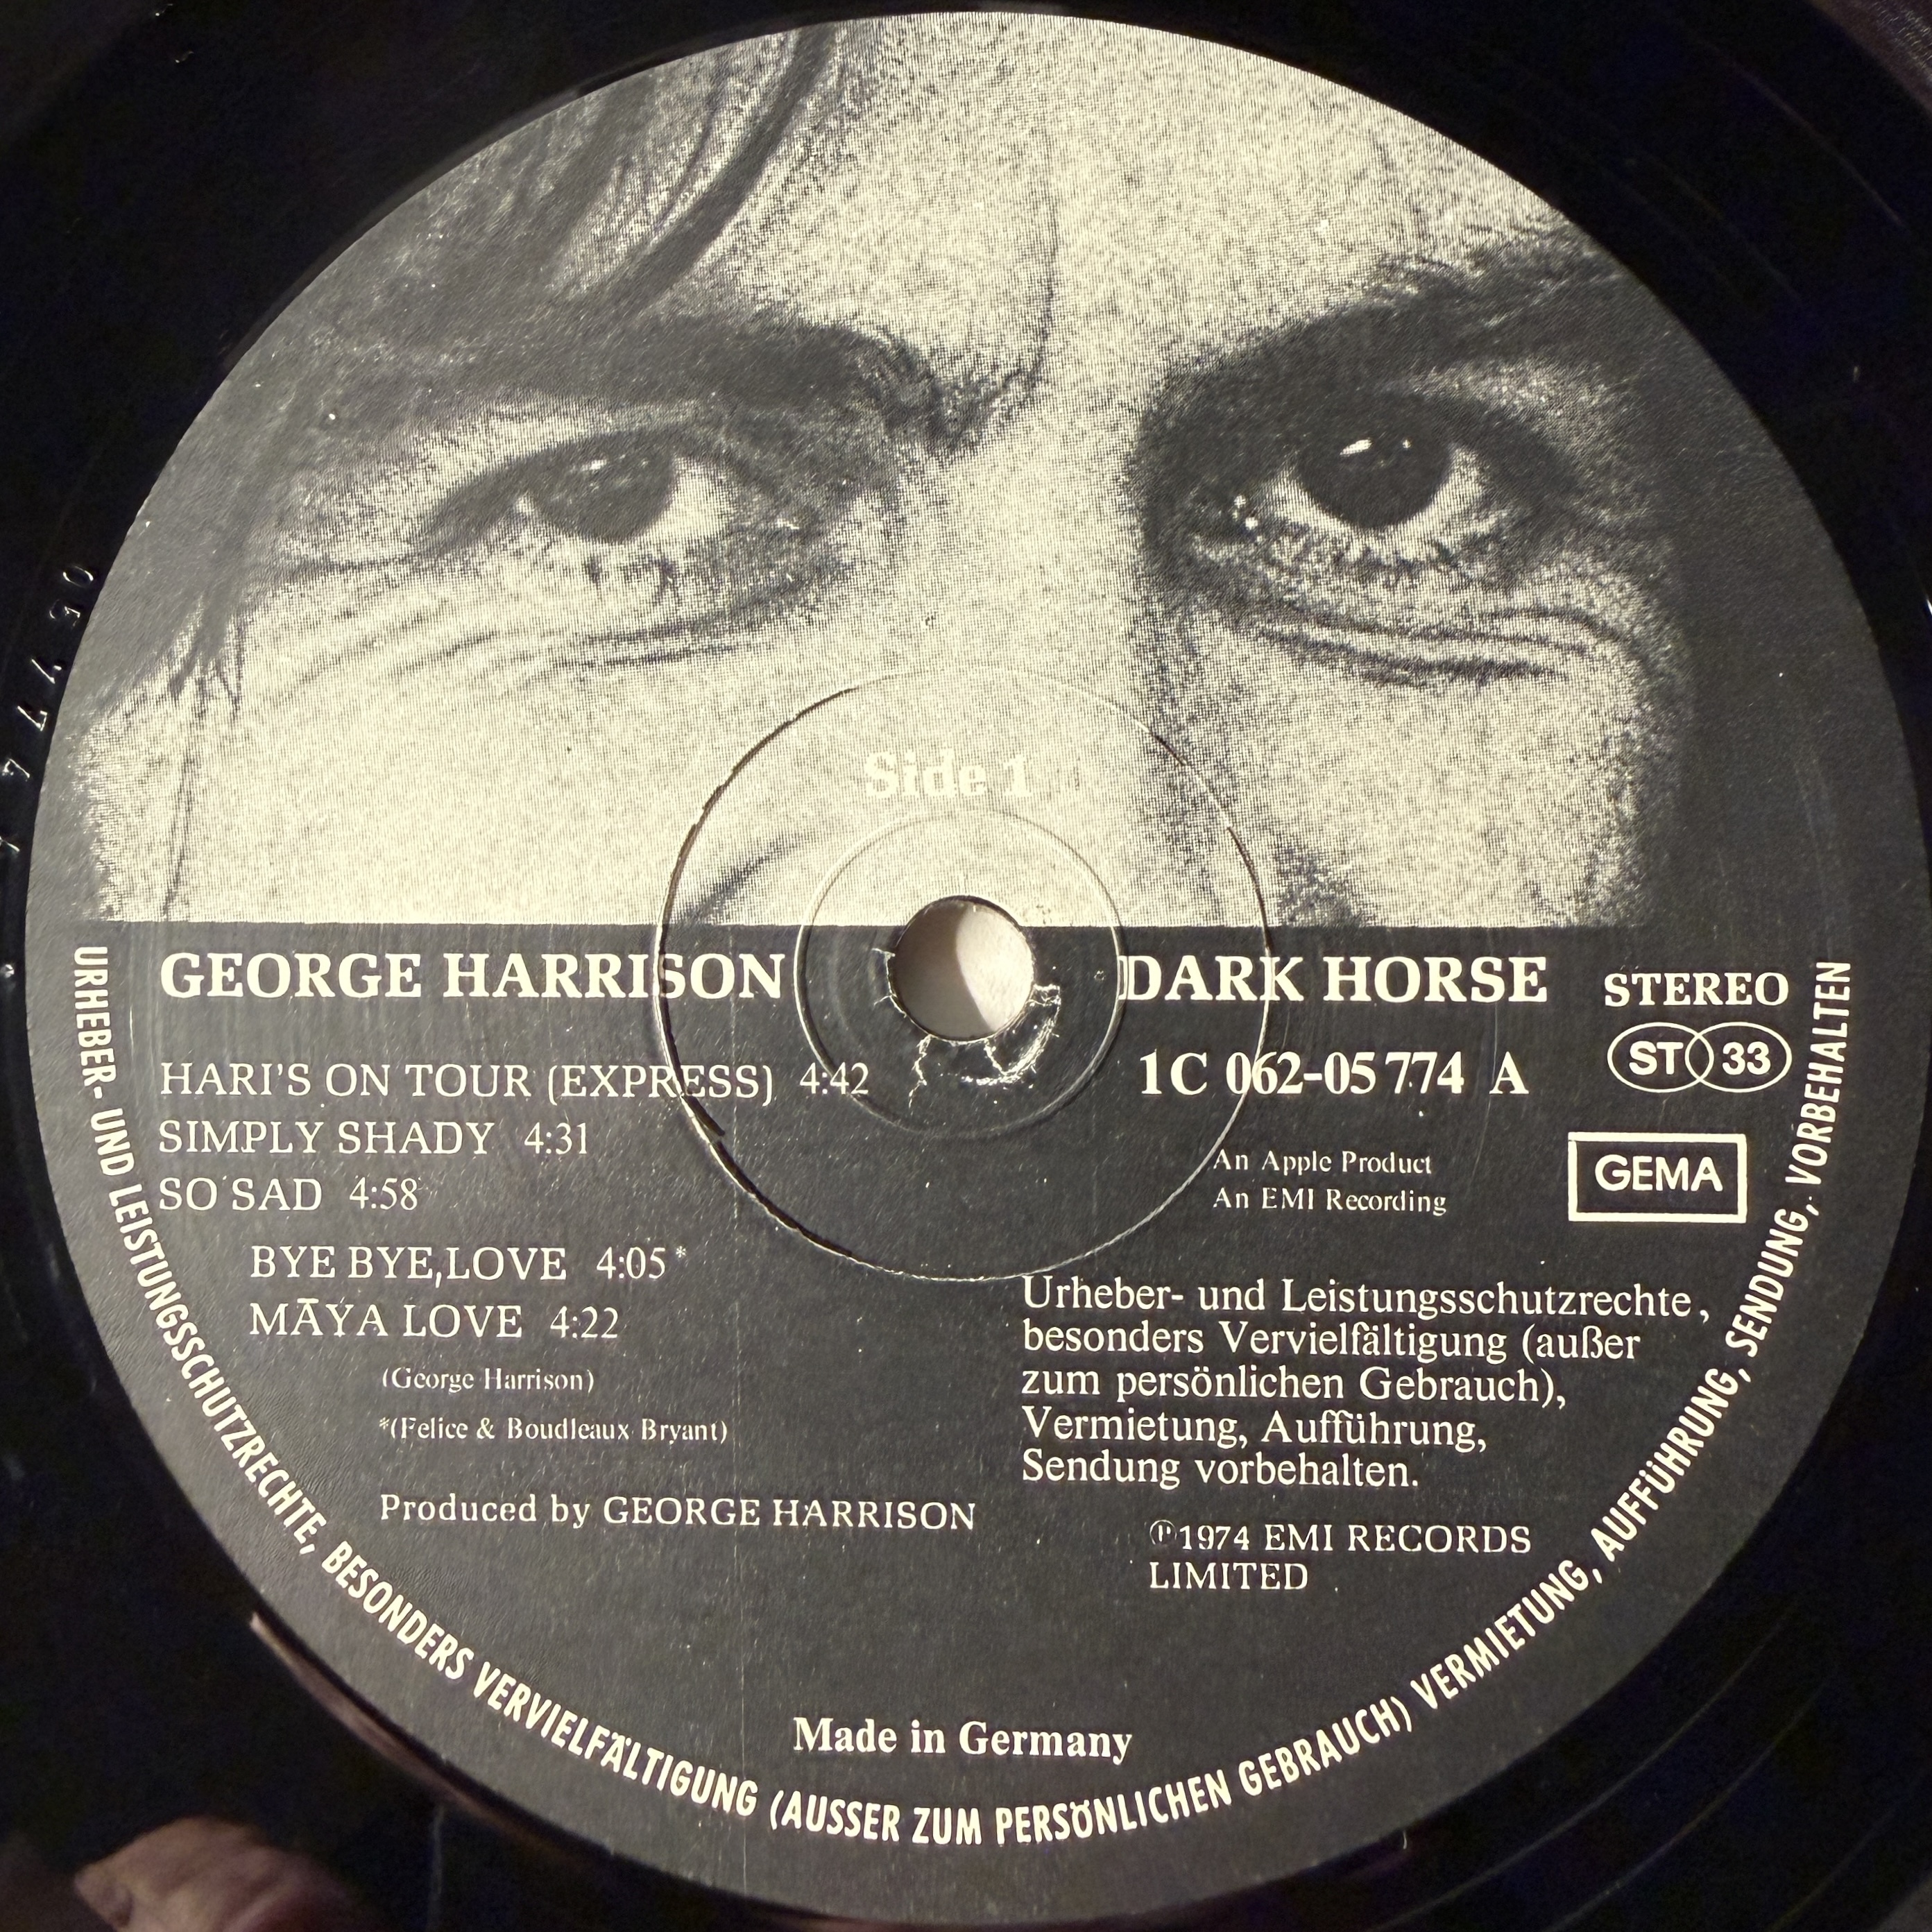 Side 1
GEORGE HARRISON
DARK HORSE
STEREO
HARI'S ON TOUR (EXPRESS) 4:42
SIMPLY SHADY 4:31
SO SAD 4:58
BYE BYE,LOVE 4:05*
MĀYA LOVE 4:22
(George Harrison)
*(Felice & Boudleaux Bryant)
Produced by GEORGE HARRISON
1C 062-05 774 A
ST 33
An Apple Product
An EMI Recording
GEMA
Urheber- und Leistungsschutzrechte,
besonders Vervielfältigung (außer
zum persönlichen Gebrauch),
Vermietung, Aufführung,
Sendung vorbehalten.
℗1974 EMI RECORDS
LIMITED
Made in Germany
URHEBER- UND LEISTUNGSSCHUTZRECHTE, BESONDERS VERVIELFÄLTIGUNG (AUSSER ZUM PERSÖNLICHEN GEBRAUCH) VERMIETUNG, AUFFÜHRUNG, SENDUNG, VORBEHALTEN